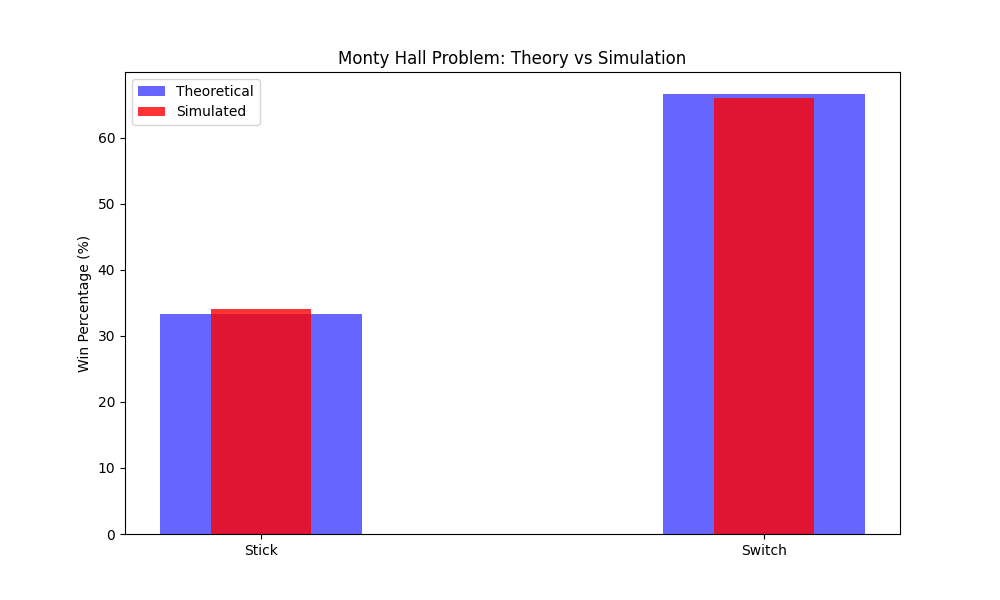 Monty Hall Problem: Theory vs Simulation
Theoretical
Simulated
Win Percentage (%)
60
50
40
30
20
10
0
Stick
Switch